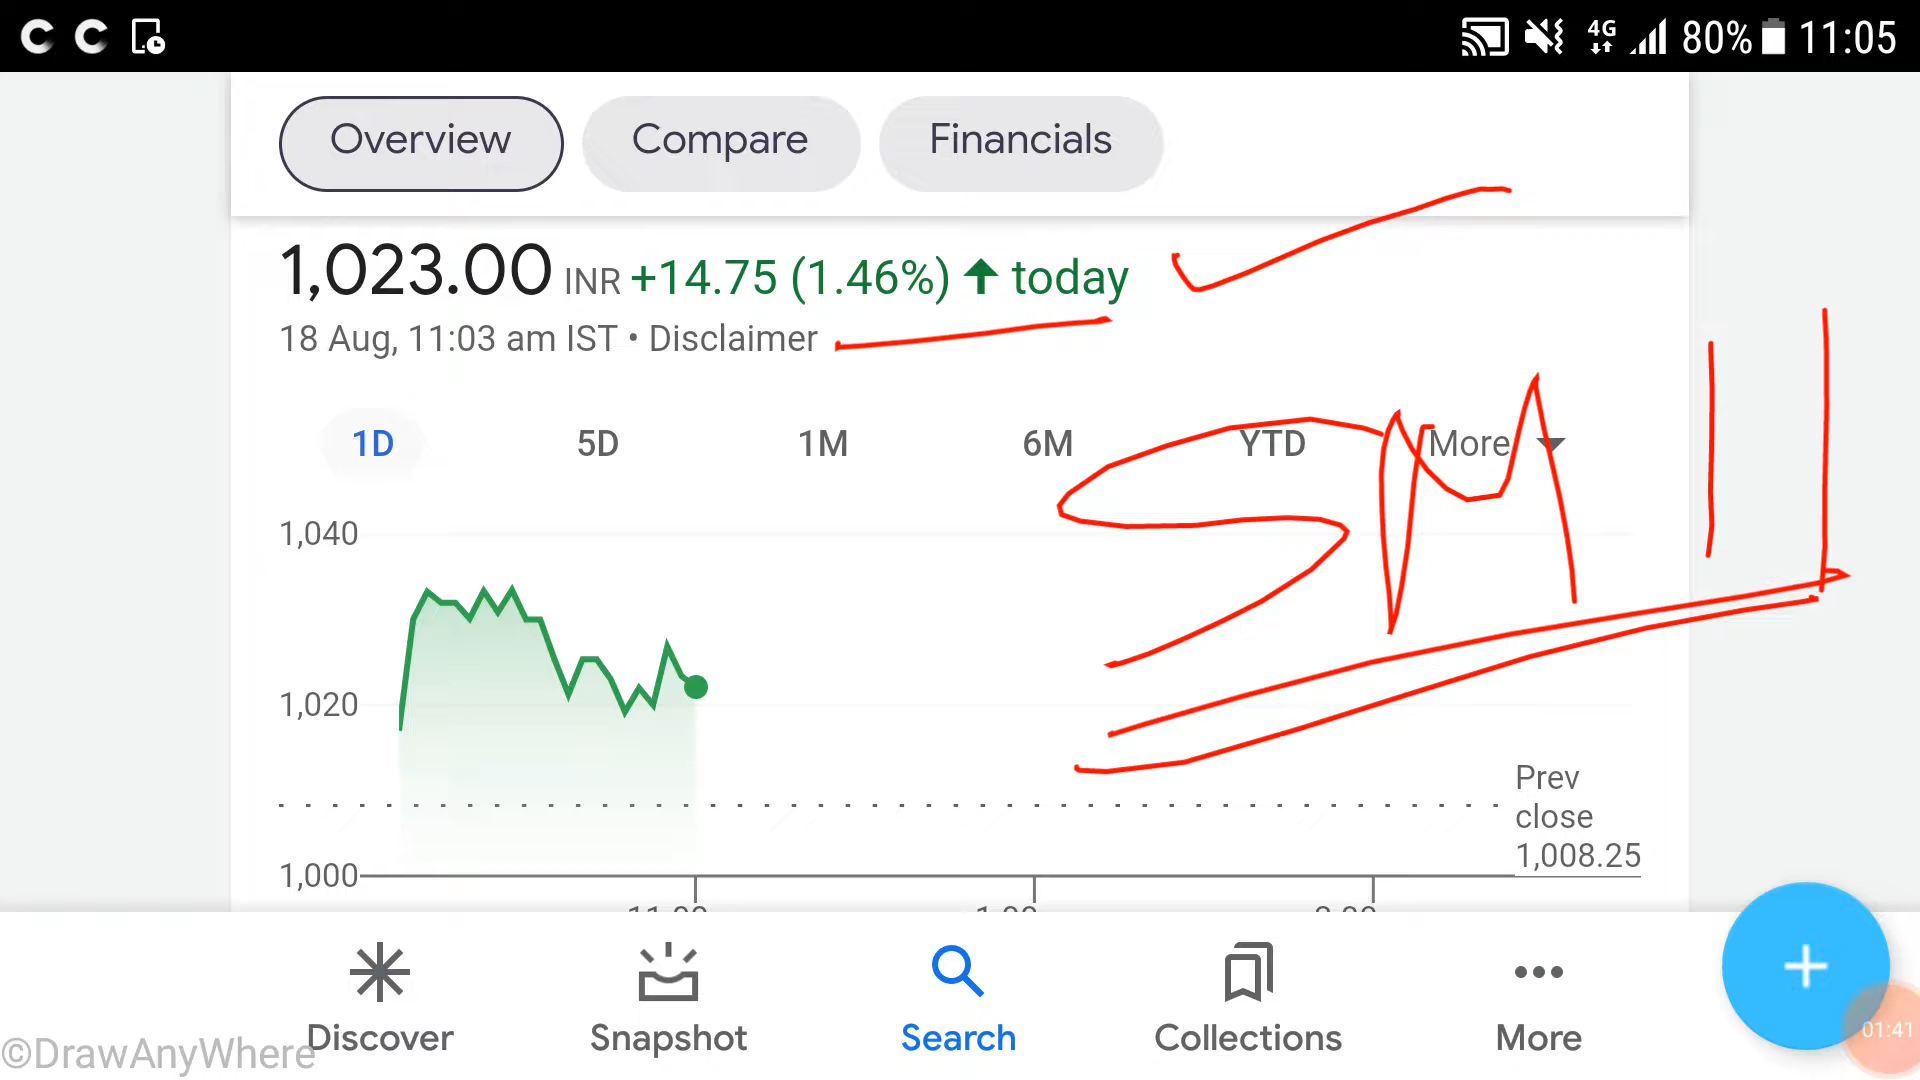 4G 80% 11:05
Overview Compare Financials
1,023.00 INR +14.75 (1.46%) ↑ today
18 Aug, 11:03 am IST • Disclaimer
1D 5D 1M 6M YTD More
1,040
1,020
1,000
Prev
close
1,008.25
Discover Snapshot Search Collections More
01:41
©DrawAnyWhere